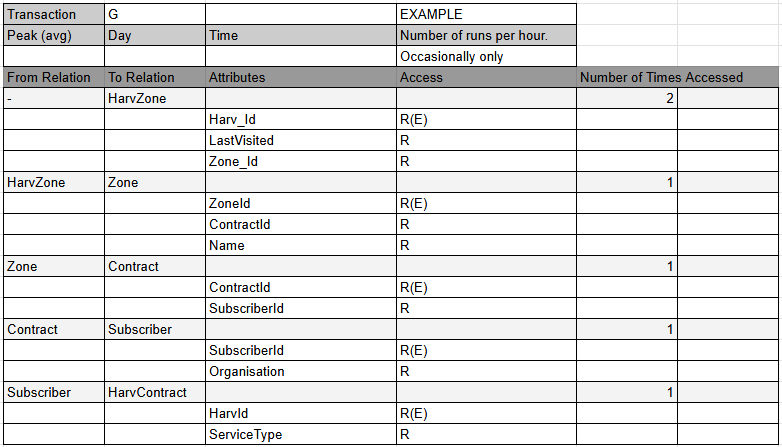 Transaction G EXAMPLE
Peak (avg) Day Time Number of runs per hour.
Occasionally only
From Relation To Relation Attributes Access Number of Times Accessed
- HarvZone 2
Harv_Id R(E)
LastVisited R
Zone_Id R
HarvZone Zone 1
ZoneId R(E)
ContractId R
Name R
Zone Contract 1
ContractId R(E)
SubscriberId R
Contract Subscriber 1
SubscriberId R(E)
Organisation R
Subscriber HarvContract 1
HarvId R(E)
ServiceType R